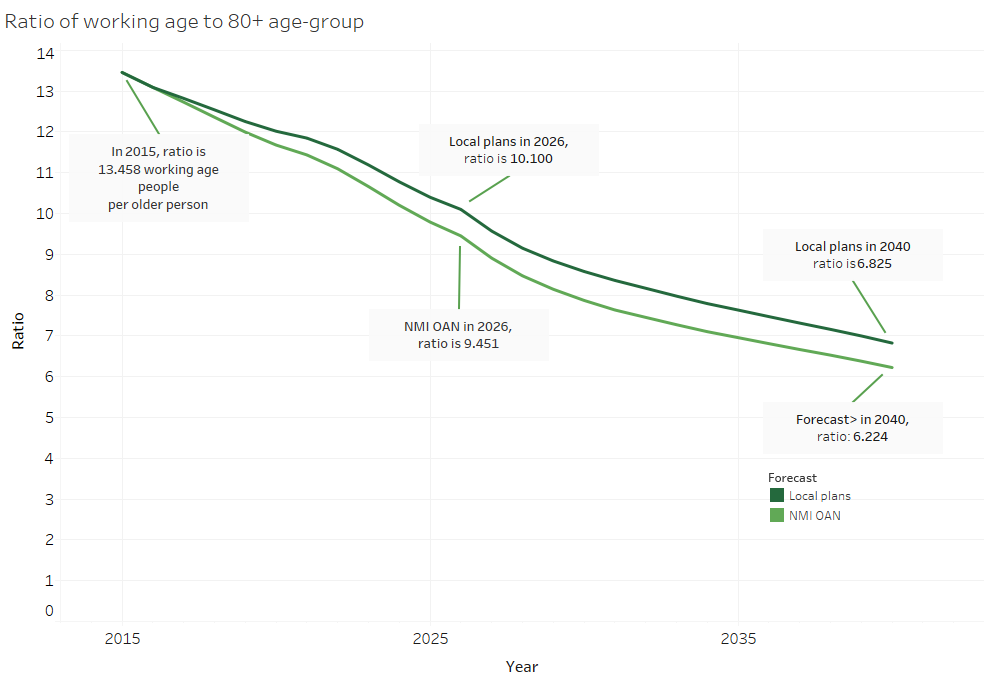 Ratio of working age to 80+ age-group
14
13
12
11
10
9
8
7
6
5
4
3
2
1
0
Ratio
In 2015, ratio is
13.458 working age
people
per older person
Local plans in 2026,
ratio is 10.100
NMI OAN in 2026,
ratio is 9.451
Local plans in 2040
ratio is 6.825
Forecast> in 2040,
ratio: 6.224
Forecast
Local plans
NMI OAN
2015
2025
2035
Year